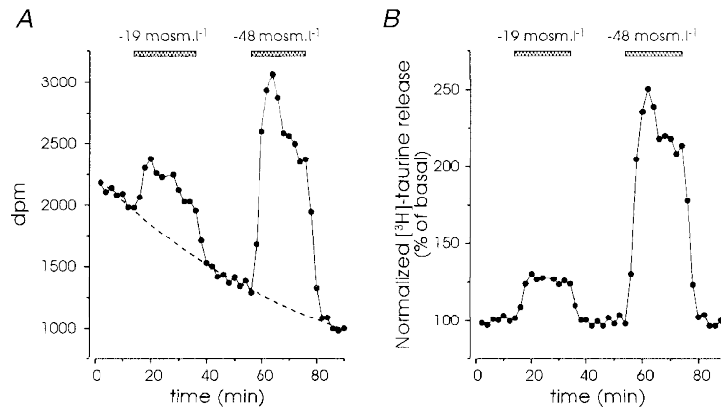 A
-19 mosm.l-1
-48 mosm.l-1
3000
2500
2000
1500
1000
dpm
0
20
40
60
80
time (min)
B
-19 mosm.l-1
-48 mosm.l-1
250
200
150
100
Normalized [³H]-taurine release
(% of basal)
0
20
40
60
80
time (min)